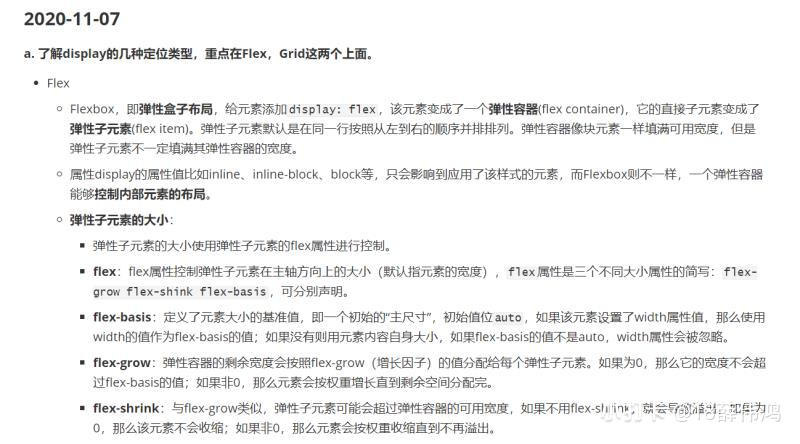 2020-11-07
a. 了解display的几种定位类型，重点在Flex，Grid这两个上面。
Flex
Flexbox，即弹性盒子布局，给元素添加display: flex，该元素变成了一个弹性容器(flex container)，它的直接子元素变成了
弹性子元素(flex item)。弹性子元素默认是在同一行按照从左到右的顺序并排排列。弹性容器像块元素一样填满可用宽度，但是
弹性子元素不一定填满其弹性容器的宽度。
属性display的属性值比如inline、inline-block、block等，只会影响到应用了该样式的元素，而Flexbox则不一样，一个弹性容器
能够控制内部元素的布局。
弹性子元素的大小：
弹性子元素的大小使用弹性子元素的flex属性进行控制。
flex：flex属性控制弹性子元素在主轴方向上的大小（默认指元素的宽度），flex属性是三个不同大小属性的简写：flex-
grow flex-shink flex-basis，可分别声明。
flex-basis：定义了元素大小的基准值，即一个初始的“主尺寸”，初始值位auto，如果该元素设置了width属性值，那么使用
width的值作为flex-basis的值；如果没有则用元素内容自身大小，如果flex-basis的值不是auto，width属性会被忽略。
flex-grow：弹性容器的剩余宽度会按照flex-grow（增长因子）的值分配给每个弹性子元素。如果为0，那么它的宽度不会超
过flex-basis的值；如果非0，那么元素会按权重增长直到剩余空间分配完。
flex-shrink：与flex-grow类似，弹性子元素可能会超过弹性容器的可用宽度，如果不用flex-shrink，就会导致溢出，如果为
0，那么该元素不会收缩；如果非0，那么元素会按权重收缩直到不再溢出。